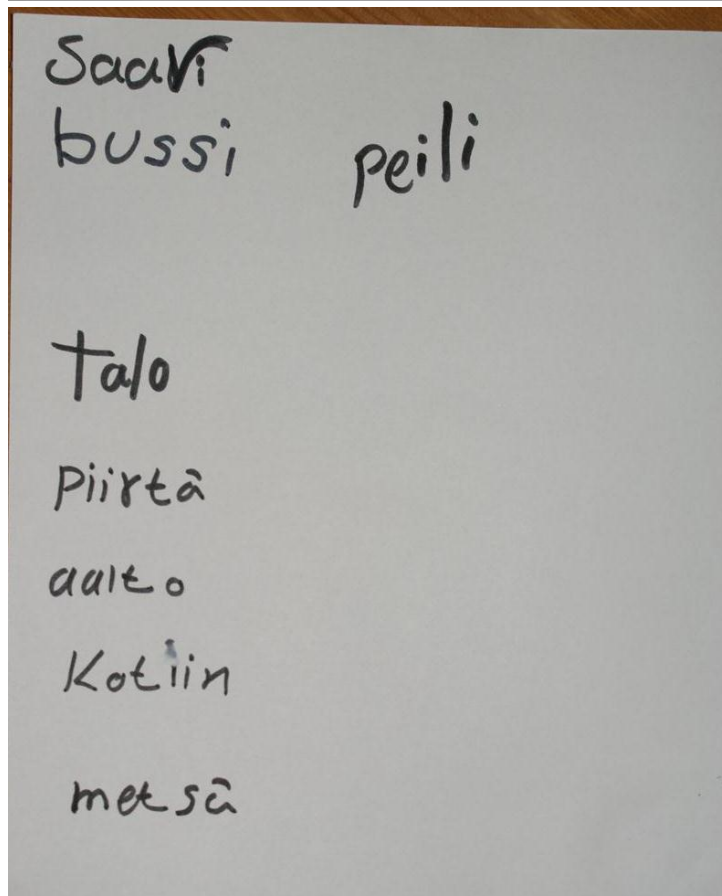 Saari
bussi peili
Talo
Piirtä
aalto
Kotiin
metsä